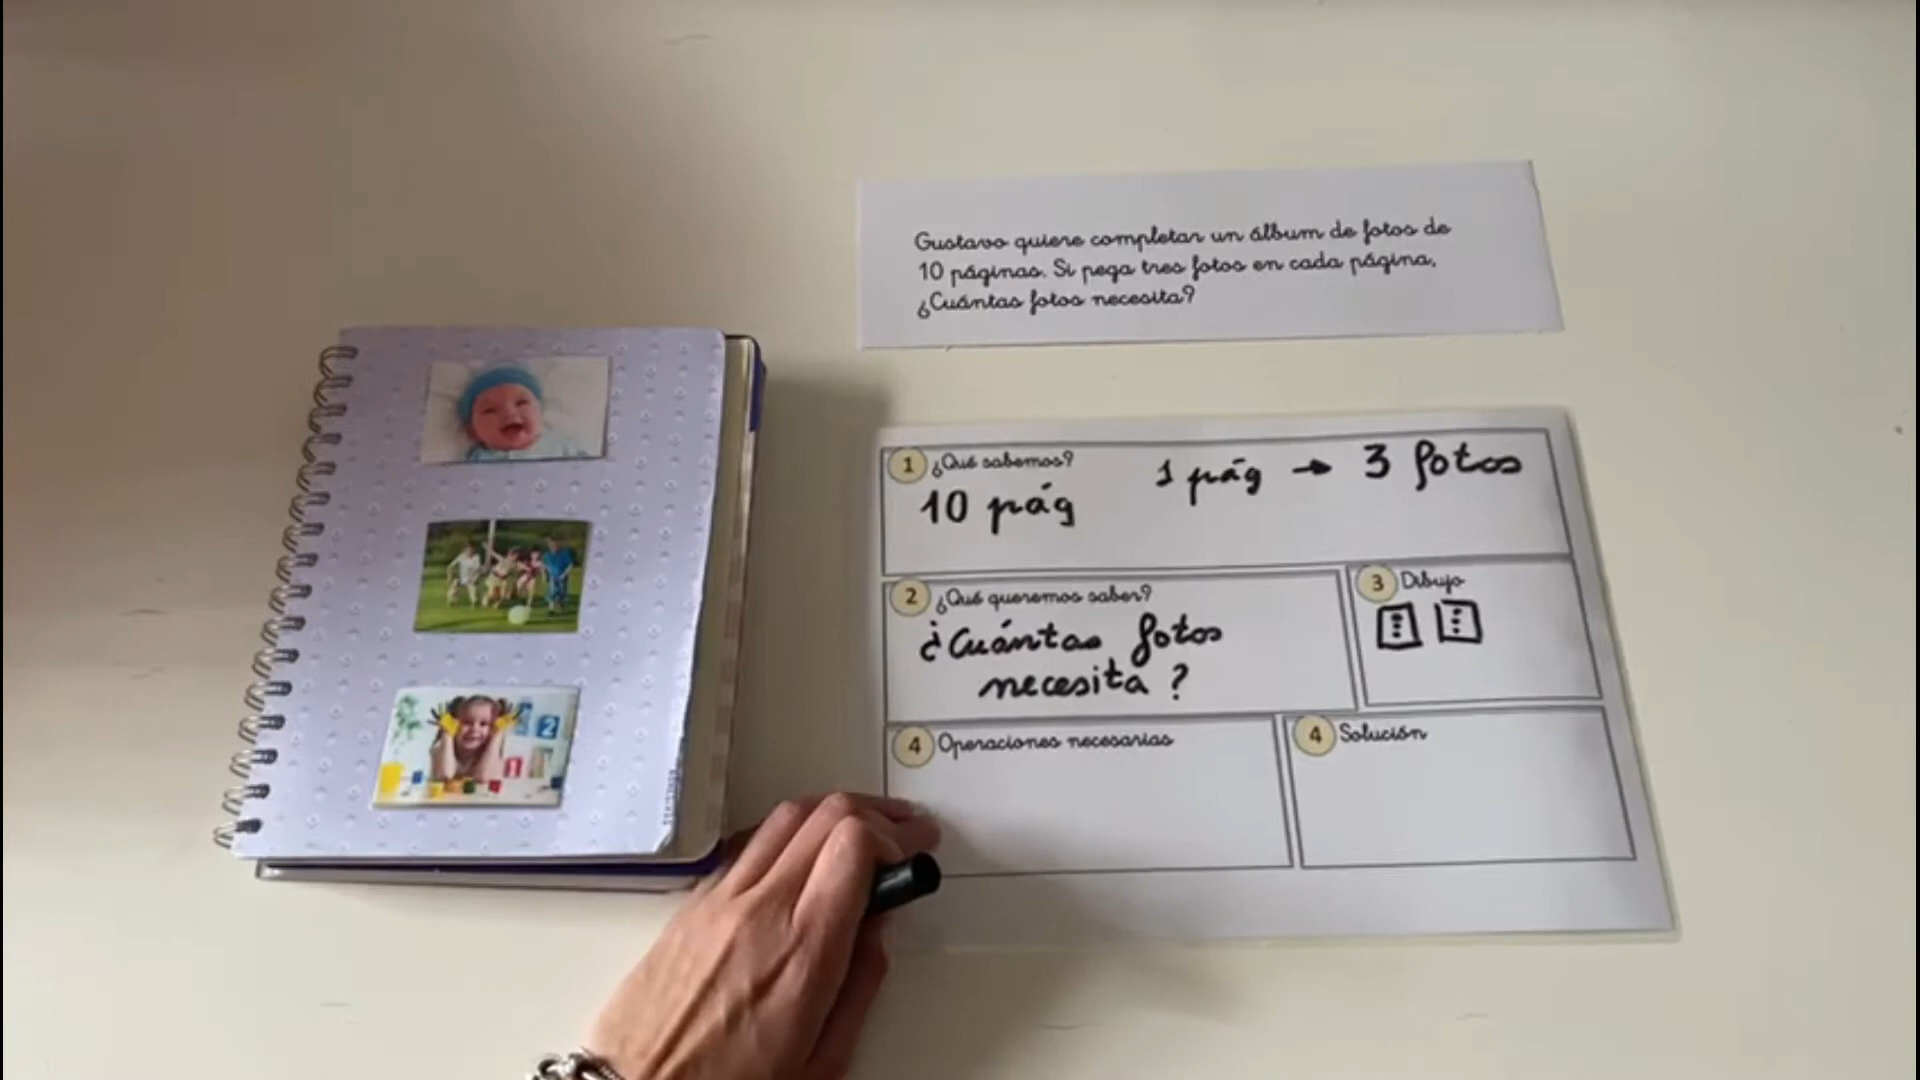 Gustavo quiere completar un álbum de fotos de
10 páginas. Si pega tres fotos en cada página,
¿Cuántas fotos necesita?
1 ¿Qué sabemos?
10 pág
1 pág → 3 fotos
2 ¿Qué queremos saber?
¿Cuántas fotos
necesita?
3 Dibujo
4 Operaciones necesarias
4 Solución
2
1